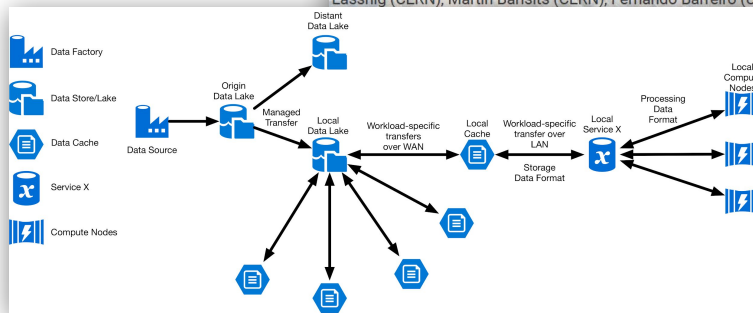 Lassnig (CERN), Martin Barisits (CERN), Fernando Barreiro (
Distant
Data Lake
Data Factory
Data Store/Lake
Data Cache
Service X
Compute Nodes
Data Source
Origin
Data Lake
Managed
Transfer
Local
Data Lake
Workload-specific
transfers
over WAN
Local
Cache
Workload-specific
transfer over
LAN
Storage
Data Format
Local
Service X
Processing
Data
Format
Local
Nodes